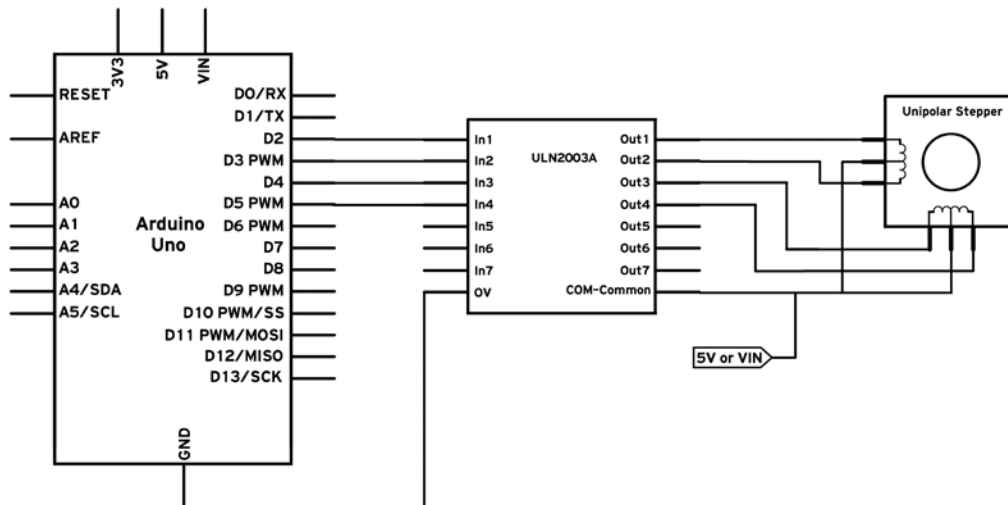 3V3
5V
VIN
RESET
AREF
A0
A1
A2
A3
A4/SDA
A5/SCL
Arduino
Uno
D0/RX
D1/TX
D2
D3 PWM
D4
D5 PWM
D6 PWM
D7
D8
D9 PWM
D10 PWM/SS
D11 PWM/MOSI
D12/MISO
D13/SCK
GND
In1
In2
In3
In4
In5
In6
In7
0V
ULN2003A
Out1
Out2
Out3
Out4
Out5
Out6
Out7
COM-Common
5V or VIN
Unipolar Stepper